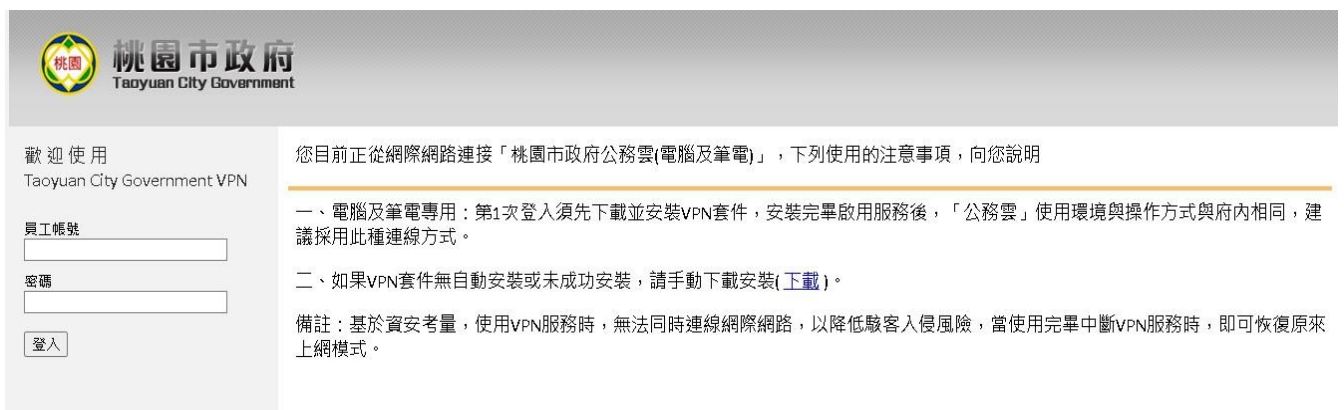 桃園
桃園市政府
Taoyuan City Government
歡迎使用
Taoyuan City Government VPN
員工帳號
密碼
登入
您目前正從網際網路連接「桃園市政府公務雲(電腦及筆電)」,下列使用的注意事項,向您說明
一、電腦及筆電專用:第1次登入須先下載並安裝VPN套件,安裝完畢啟用服務後,「公務雲」使用環境與操作方式與府內相同,建
議採用此種連線方式。
二、如果VPN套件無自動安裝或未成功安裝,請手動下載安裝( 下載 )。
備註:基於資安考量,使用VPN服務時,無法同時連線網際網路,以降低駭客入侵風險,當使用完畢中斷VPN服務時,即可恢復原來
上網模式。